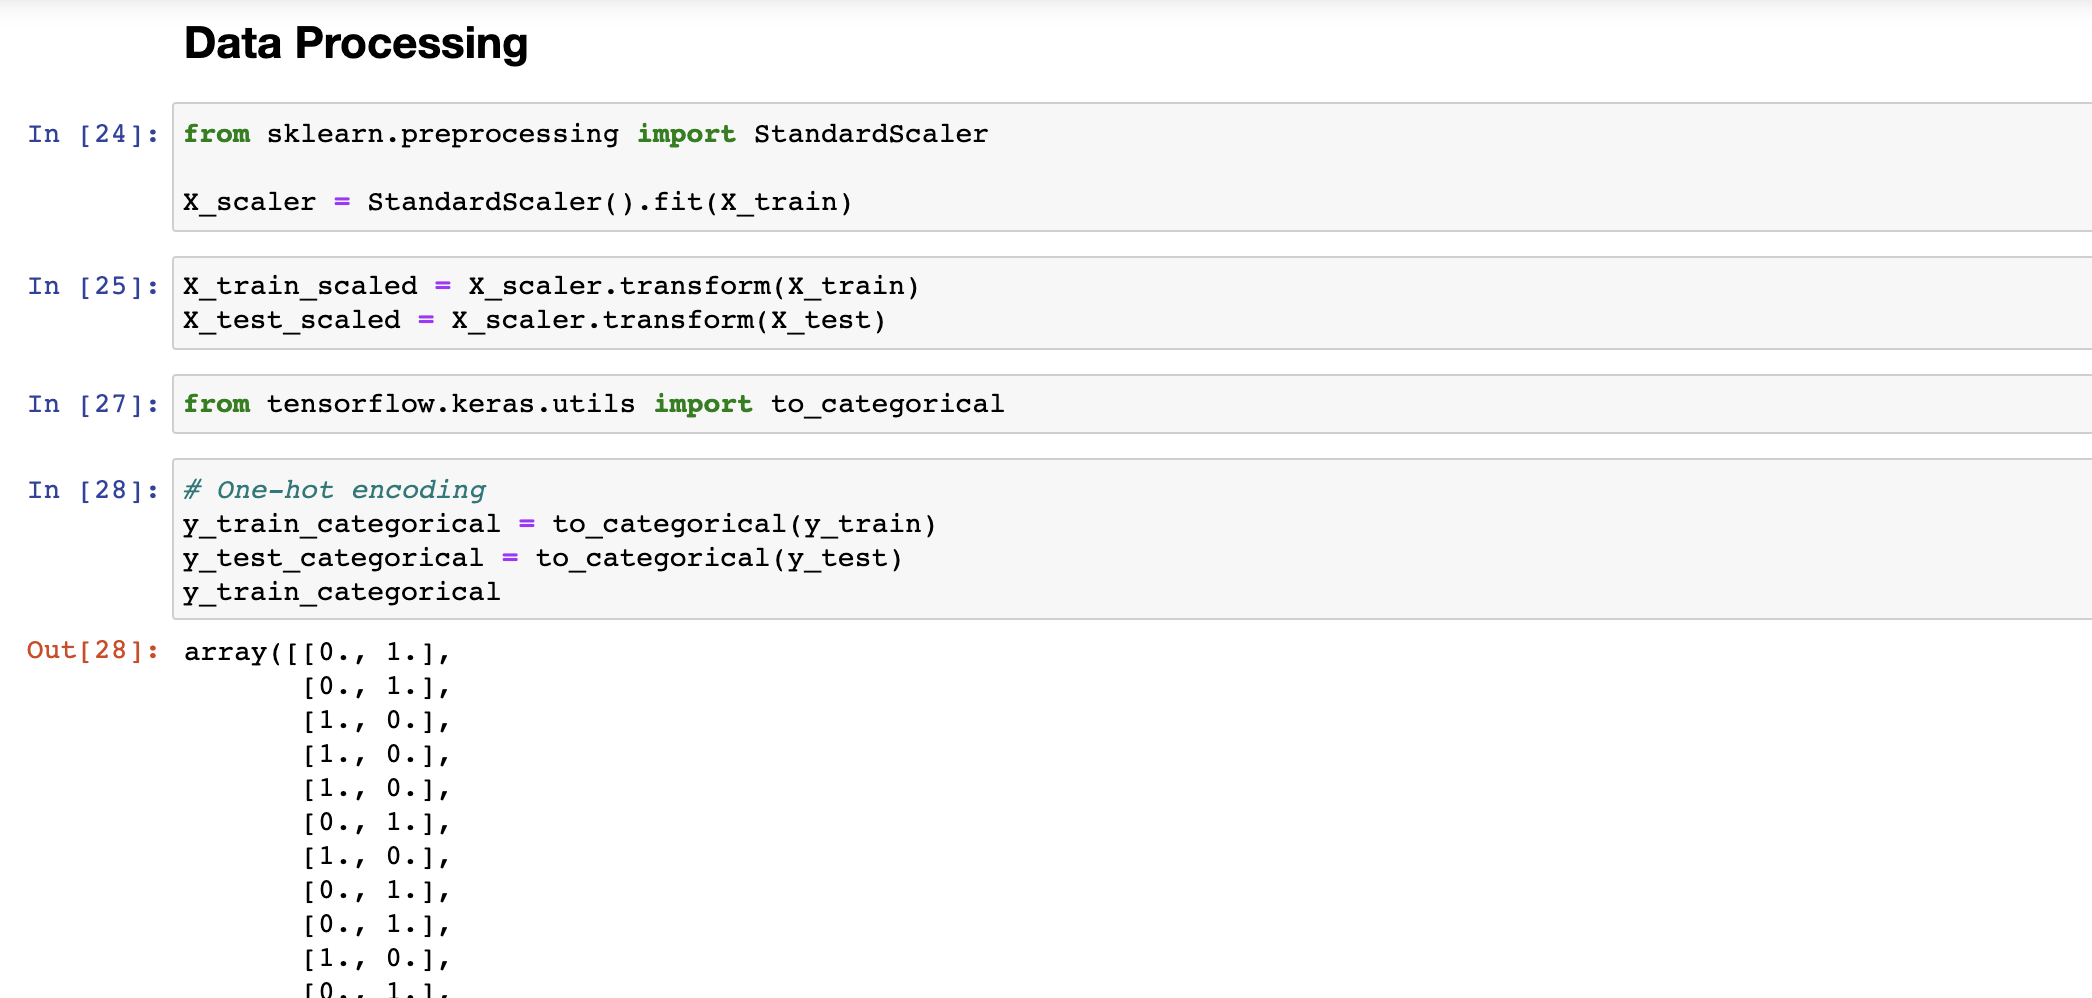 Data Processing
In [24]: from sklearn.preprocessing import StandardScaler
X_scaler = StandardScaler().fit(X_train)
In [25]: X_train_scaled = X_scaler.transform(X_train)
X_test_scaled = X_scaler.transform(X_test)
In [27]: from tensorflow.keras.utils import to_categorical
In [28]: # One-hot encoding
y_train_categorical = to_categorical(y_train)
y_test_categorical = to_categorical(y_test)
y_train_categorical
Out[28]: array([[0., 1.],
[0., 1.],
[1., 0.],
[1., 0.],
[1., 0.],
[0., 1.],
[1., 0.],
[0., 1.],
[0., 1.],
[1., 0.],
[0., 1.],